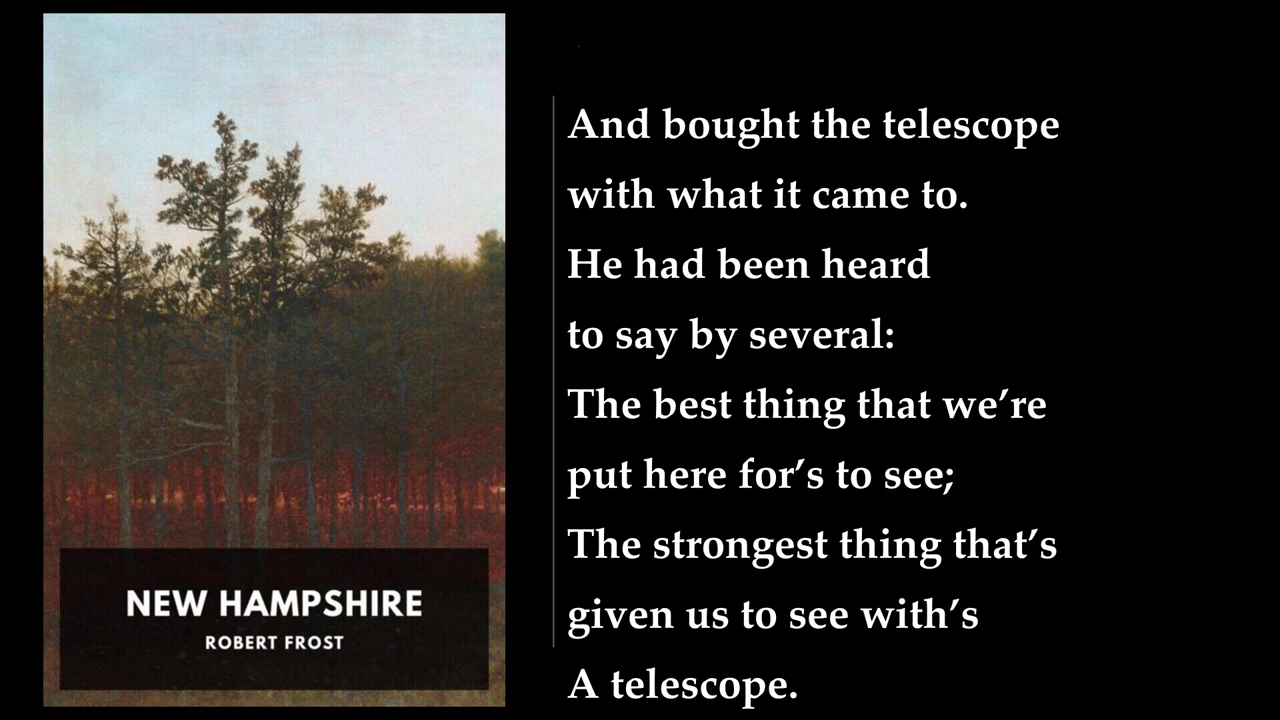 NEW HAMPSHIRE
ROBERT FROST
And bought the telescope
with what it came to.
He had been heard
to say by several:
The best thing that we’re
put here for’s to see;
The strongest thing that’s
given us to see with’s
A telescope.